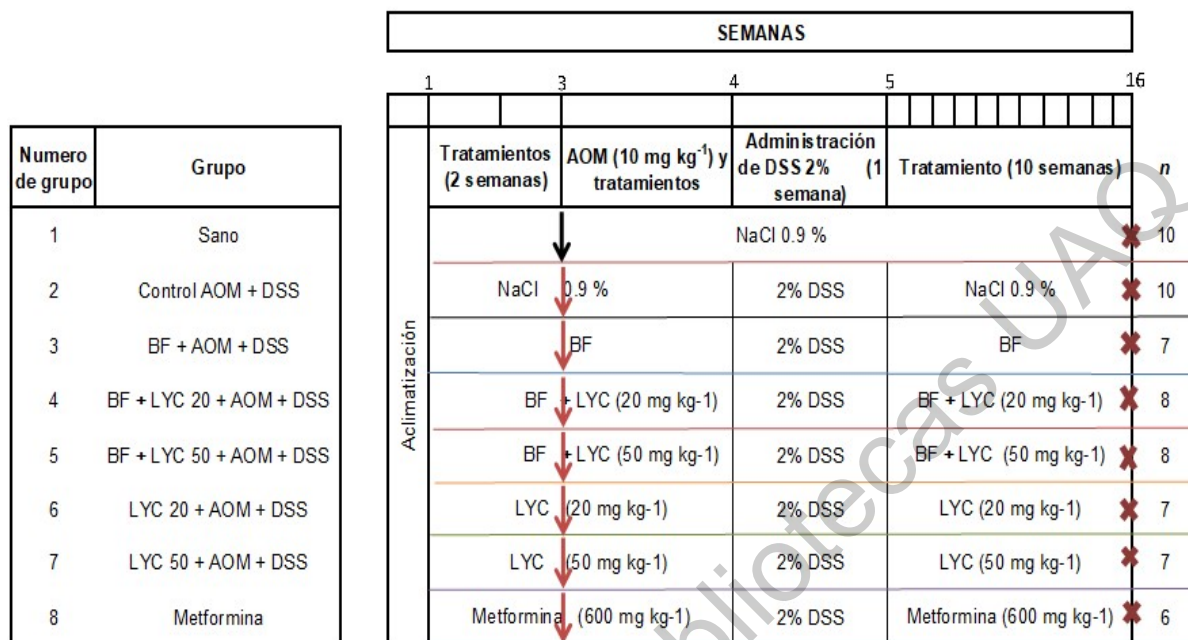 SEMANAS
1 3 4 5 16
Numero de grupo Grupo
Aclimatización
Tratamientos (2 semanas) AOM (10 mg kg-1) y tratamientos Administración de DSS 2% (1 semana) Tratamiento (10 semanas) n
1 Sano NaCl 0.9 % 10
2 Control AOM + DSS NaCl 0.9 % 2% DSS NaCl 0.9 % 10
3 BF + AOM + DSS BF 2% DSS BF 7
4 BF + LYC 20 + AOM + DSS BF + LYC (20 mg kg-1) 2% DSS BF + LYC (20 mg kg-1) 8
5 BF + LYC 50 + AOM + DSS BF + LYC (50 mg kg-1) 2% DSS BF + LYC (50 mg kg-1) 8
6 LYC 20 + AOM + DSS LYC (20 mg kg-1) 2% DSS LYC (20 mg kg-1) 7
7 LYC 50 + AOM + DSS LYC (50 mg kg-1) 2% DSS LYC (50 mg kg-1) 7
8 Metformina Metformina (600 mg kg-1) 2% DSS Metformina (600 mg kg-1) 6
bliotecas UAQ